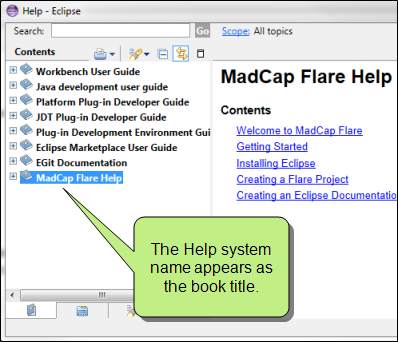 Help - Eclipse
Search:
Go
Scope: All topics
Contents
Workbench User Guide
Java development user guide
Platform Plug-in Developer Guide
JDT Plug-in Developer Guide
Plug-in Development Environment Gui
Eclipse Marketplace User Guide
EGit Documentation
MadCap Flare Help
MadCap Flare Help
Contents
Welcome to MadCap Flare
Getting Started
Installing Eclipse
Creating a Flare Project
Creating an Eclipse Documentatio
The Help system
name appears as
the book title.